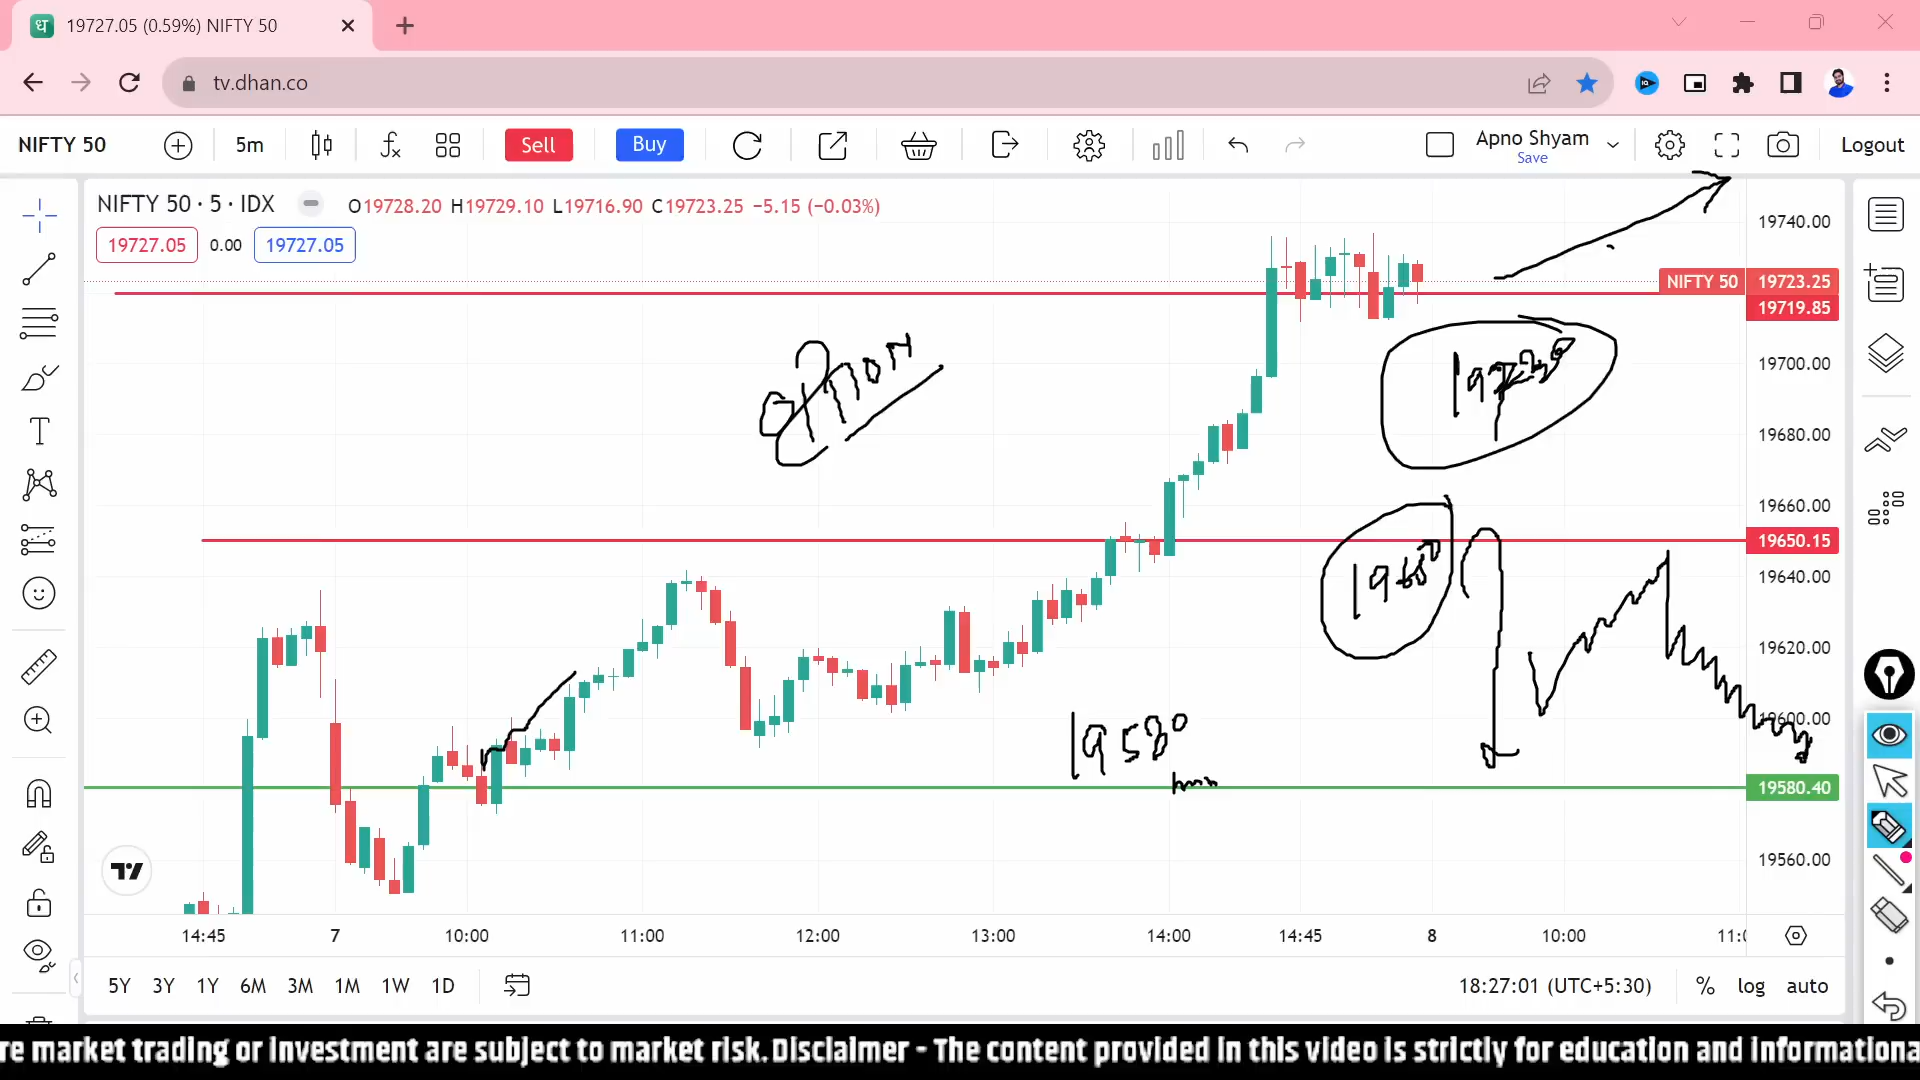 19727.05 (0.59%) NIFTY 50
tv.dhan.co
NIFTY 50
5m
Sell
Buy
Apno Shyam
Save
Logout
NIFTY 50 · 5 · IDX
O19728.20 H19729.10 L19716.90 C19723.25 −5.15 (−0.03%)
19727.05
0.00
19727.05
19740.00
NIFTY 50
19723.25
19719.85
19700.00
19680.00
19660.00
19650.15
19640.00
19620.00
19600.00
19580
19580.40
19560.00
14:45
7
10:00
11:00
12:00
13:00
14:00
14:45
8
10:00
5Y
3Y
1Y
6M
3M
1M
1W
1D
18:27:01 (UTC+5:30)
%
log
auto
re market trading or investment are subject to market risk. Disclaimer - The content provided in this video is strictly for education and informationa